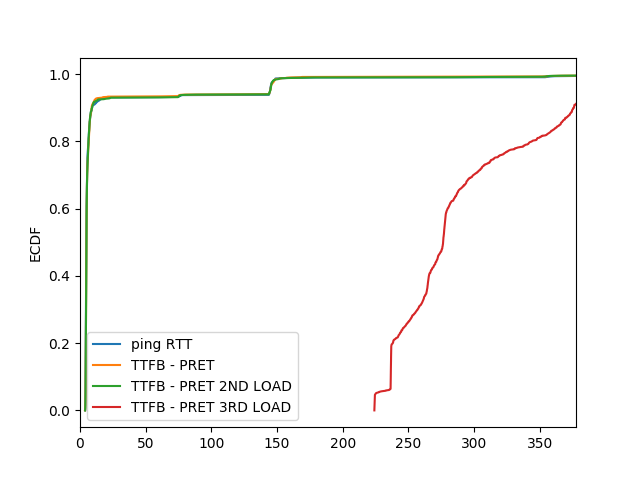 1.0
0.8
0.6
0.4
0.2
0.0
ECDF
ping RTT
TTFB - PRET
TTFB - PRET 2ND LOAD
TTFB - PRET 3RD LOAD
0 50 100 150 200 250 300 350